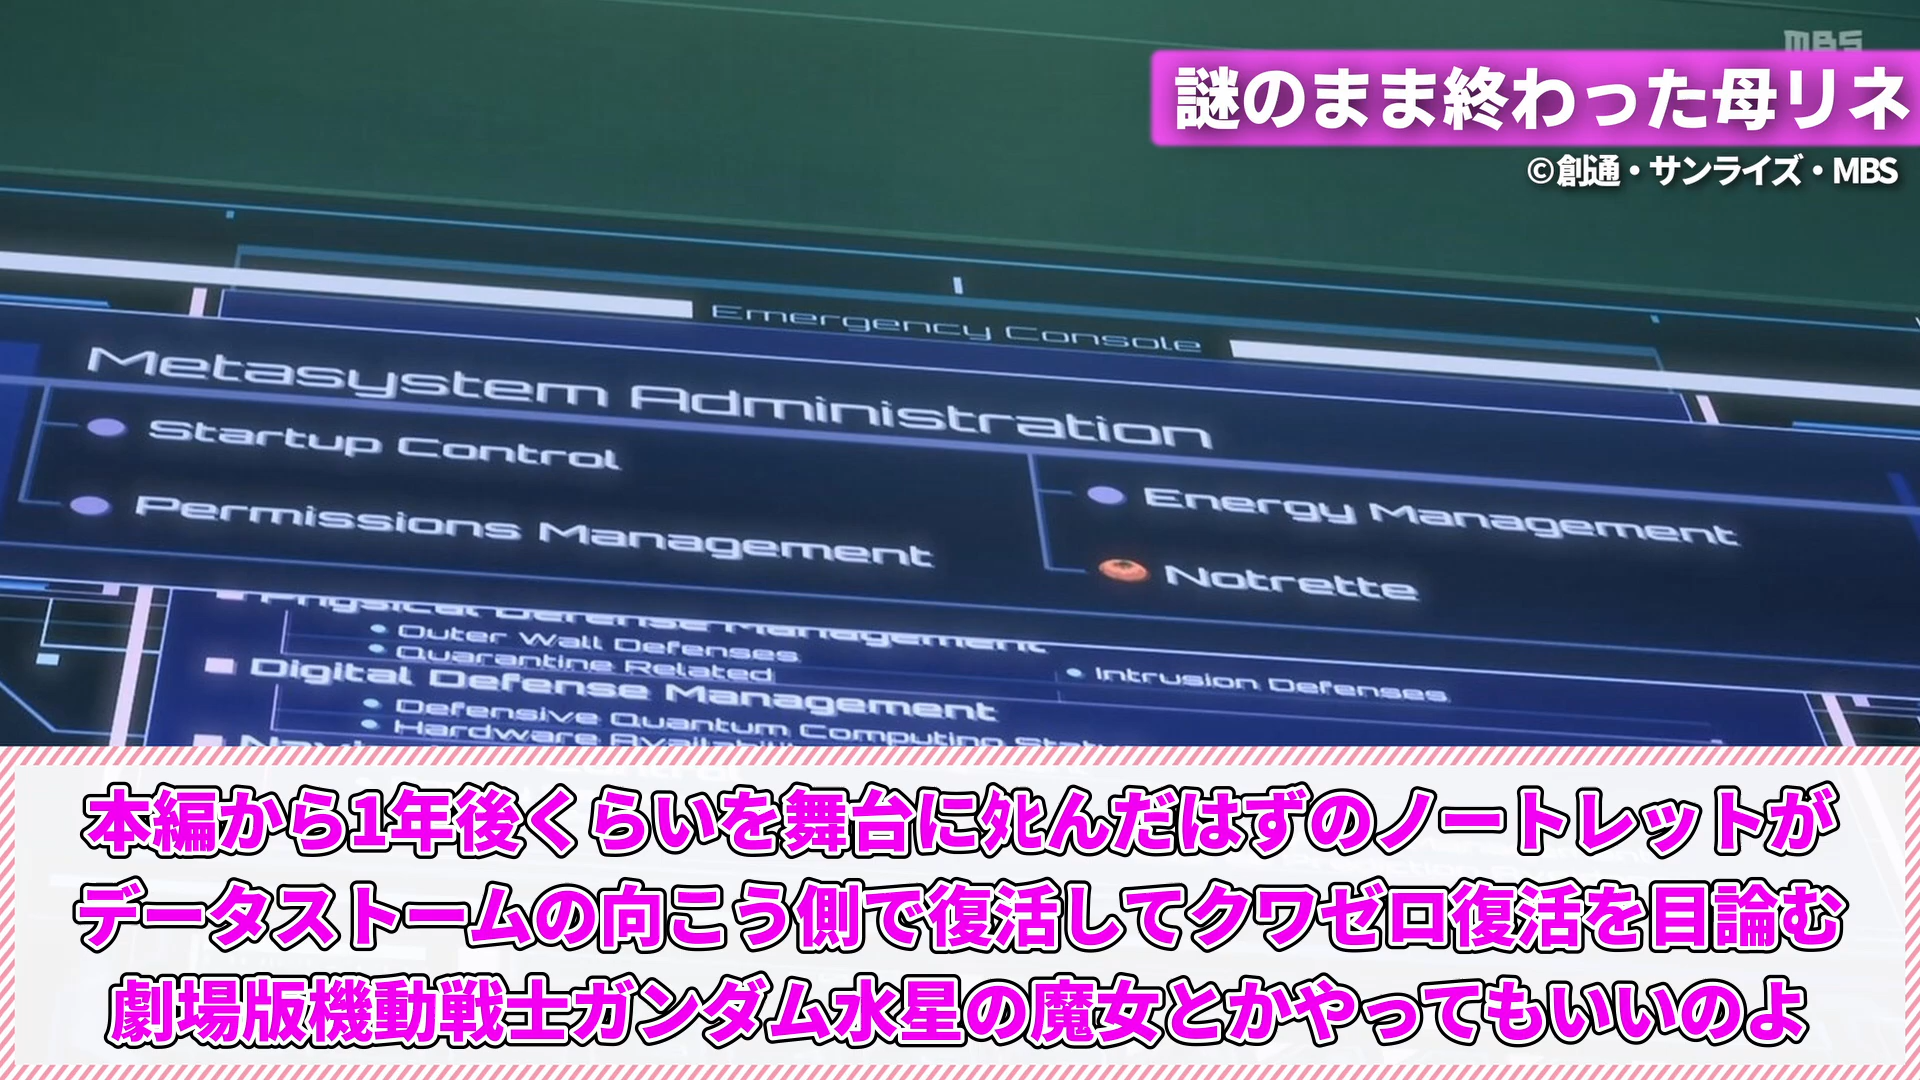 MBS
謎のまま終わった母リネ
©創通・サンライズ・MBS
Emergency Console
Metasystem Administration
Startup Control
Permissions Management
Energy Management
Notrette
Physical Defense Management
Outer Wall Defenses
Quarantine Related
Intrusion Defenses
Digital Defense Management
Defensive Quantum Computing
Hardware
本編から1年後くらいを舞台にﾀﾋんだはずのノートレットが
データストームの向こう側で復活してクワゼロ復活を目論む
劇場版機動戦士ガンダム水星の魔女とかやってもいいのよ